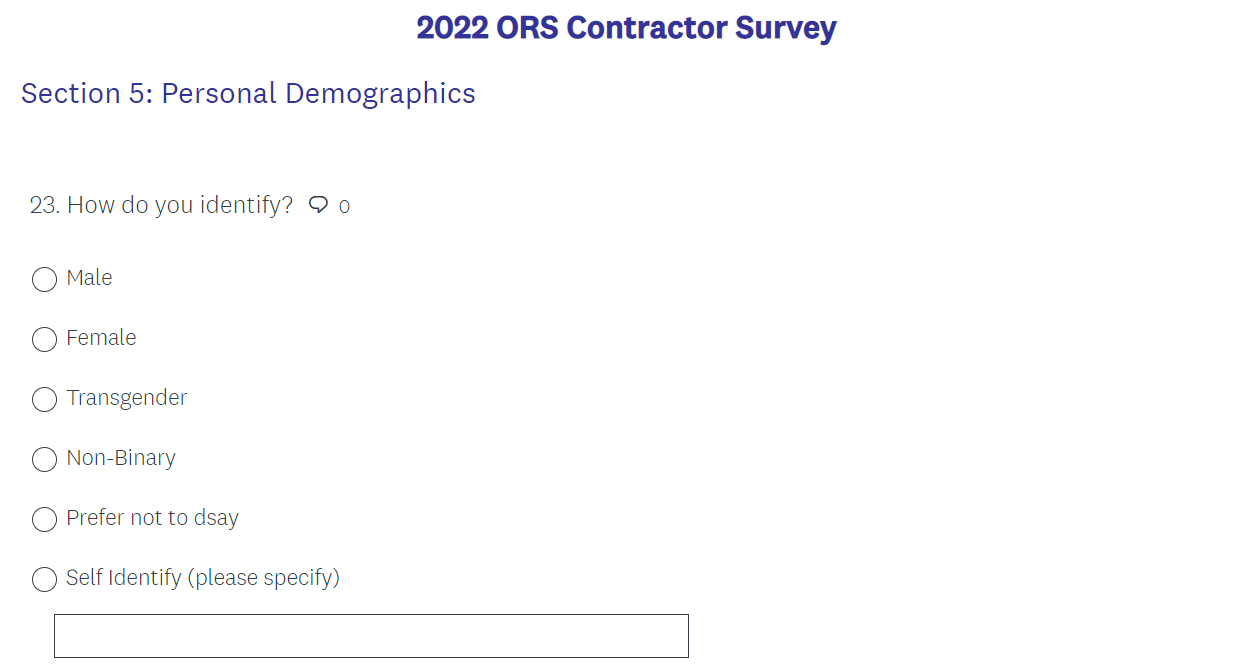 2022 ORS Contractor Survey
Section 5: Personal Demographics
23. How do you identify? 0
Male
Female
Transgender
Non-Binary
Prefer not to dsay
Self Identify (please specify)